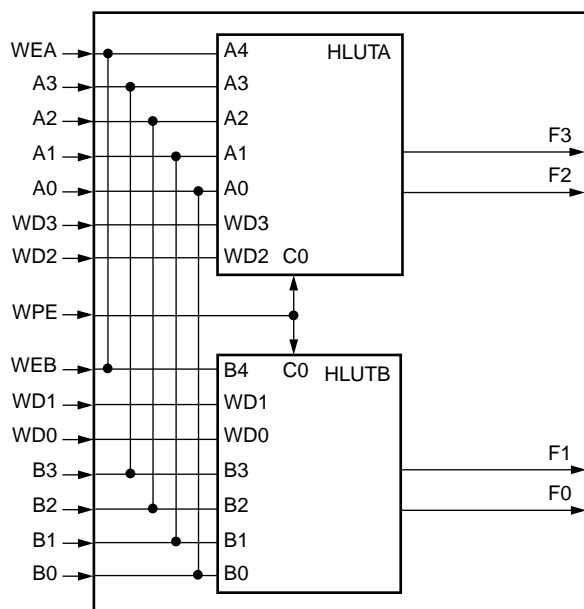 WEA A4 HLUTA
A3 A3
A2 A2 F3
A1 A1
A0 A0 F2
WD3 WD3
WD2 WD2 C0
WPE
WEB B4 C0 HLUTB
WD1 WD1
WD0 WD0
B3 B3 F1
B2 B2 F0
B1 B1
B0 B0